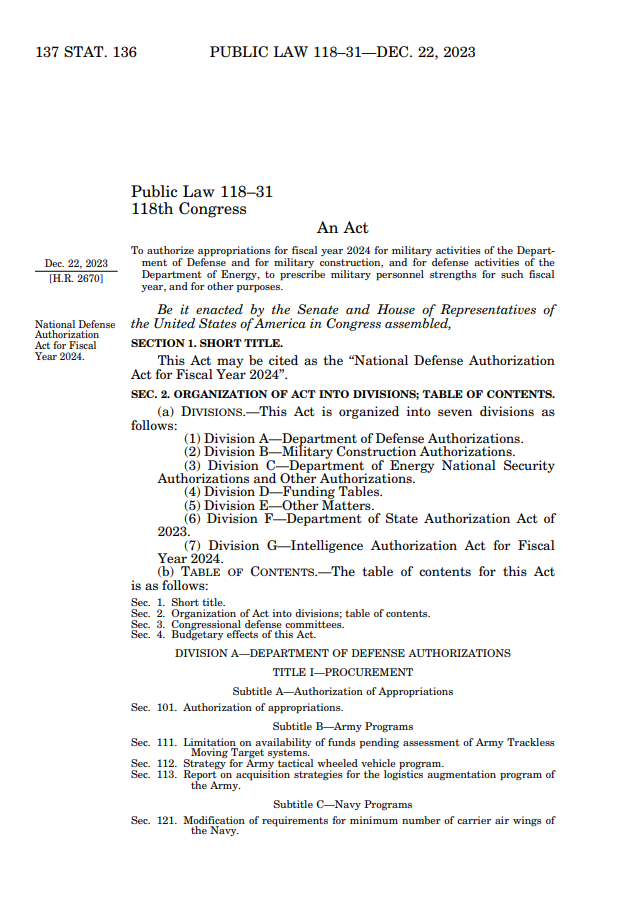 137 STAT. 136 PUBLIC LAW 118–31—DEC. 22, 2023
Public Law 118–31
118th Congress
An Act
Dec. 22, 2023
[H.R. 2670]
To authorize appropriations for fiscal year 2024 for military activities of the Depart-
ment of Defense and for military construction, and for defense activities of the
Department of Energy, to prescribe military personnel strengths for such fiscal
year, and for other purposes.
Be it enacted by the Senate and House of Representatives of
the United States of America in Congress assembled,
National Defense
Authorization
Act for Fiscal
Year 2024.
SECTION 1. SHORT TITLE.
This Act may be cited as the “National Defense Authorization
Act for Fiscal Year 2024”.
SEC. 2. ORGANIZATION OF ACT INTO DIVISIONS; TABLE OF CONTENTS.
(a) DIVISIONS.—This Act is organized into seven divisions as
follows:
(1) Division A—Department of Defense Authorizations.
(2) Division B—Military Construction Authorizations.
(3) Division C—Department of Energy National Security
Authorizations and Other Authorizations.
(4) Division D—Funding Tables.
(5) Division E—Other Matters.
(6) Division F—Department of State Authorization Act of
2023.
(7) Division G—Intelligence Authorization Act for Fiscal
Year 2024.
(b) TABLE OF CONTENTS.—The table of contents for this Act
is as follows:
Sec. 1. Short title.
Sec. 2. Organization of Act into divisions; table of contents.
Sec. 3. Congressional defense committees.
Sec. 4. Budgetary effects of this Act.
DIVISION A—DEPARTMENT OF DEFENSE AUTHORIZATIONS
TITLE I—PROCUREMENT
Subtitle A—Authorization of Appropriations
Sec. 101. Authorization of appropriations.
Subtitle B—Army Programs
Sec. 111. Limitation on availability of funds pending assessment of Army Trackless
Moving Target systems.
Sec. 112. Strategy for Army tactical wheeled vehicle program.
Sec. 113. Report on acquisition strategies for the logistics augmentation program of
the Army.
Subtitle C—Navy Programs
Sec. 121. Modification of requirements for minimum number of carrier air wings of
the Navy.